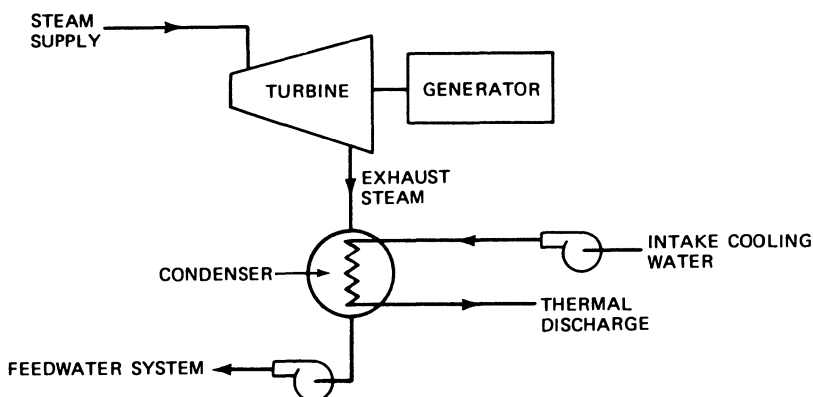 STEAM
SUPPLY
TURBINE
GENERATOR
EXHAUST
STEAM
INTAKE COOLING
WATER
CONDENSER
THERMAL
DISCHARGE
FEEDWATER SYSTEM